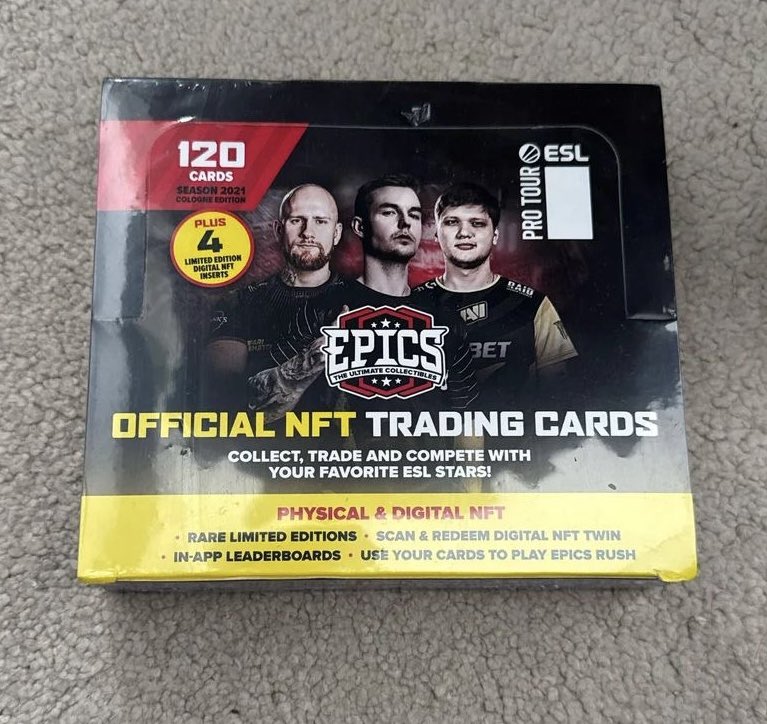 120
CARDS
SEASON 2021
COLOGNE EDITION
PLUS
4
LIMITED EDITION
DIGITAL NFT
INSERTS
ESL
PRO TOUR
RAID
BET
EPICS
THE ULTIMATE COLLECTIBLES
OFFICIAL NFT TRADING CARDS
COLLECT, TRADE AND COMPETE WITH
YOUR FAVORITE ESL STARS!
PHYSICAL & DIGITAL NFT
• RARE LIMITED EDITIONS • SCAN & REDEEM DIGITAL NFT TWIN
• IN-APP LEADERBOARDS • USE YOUR CARDS TO PLAY EPICS RUSH